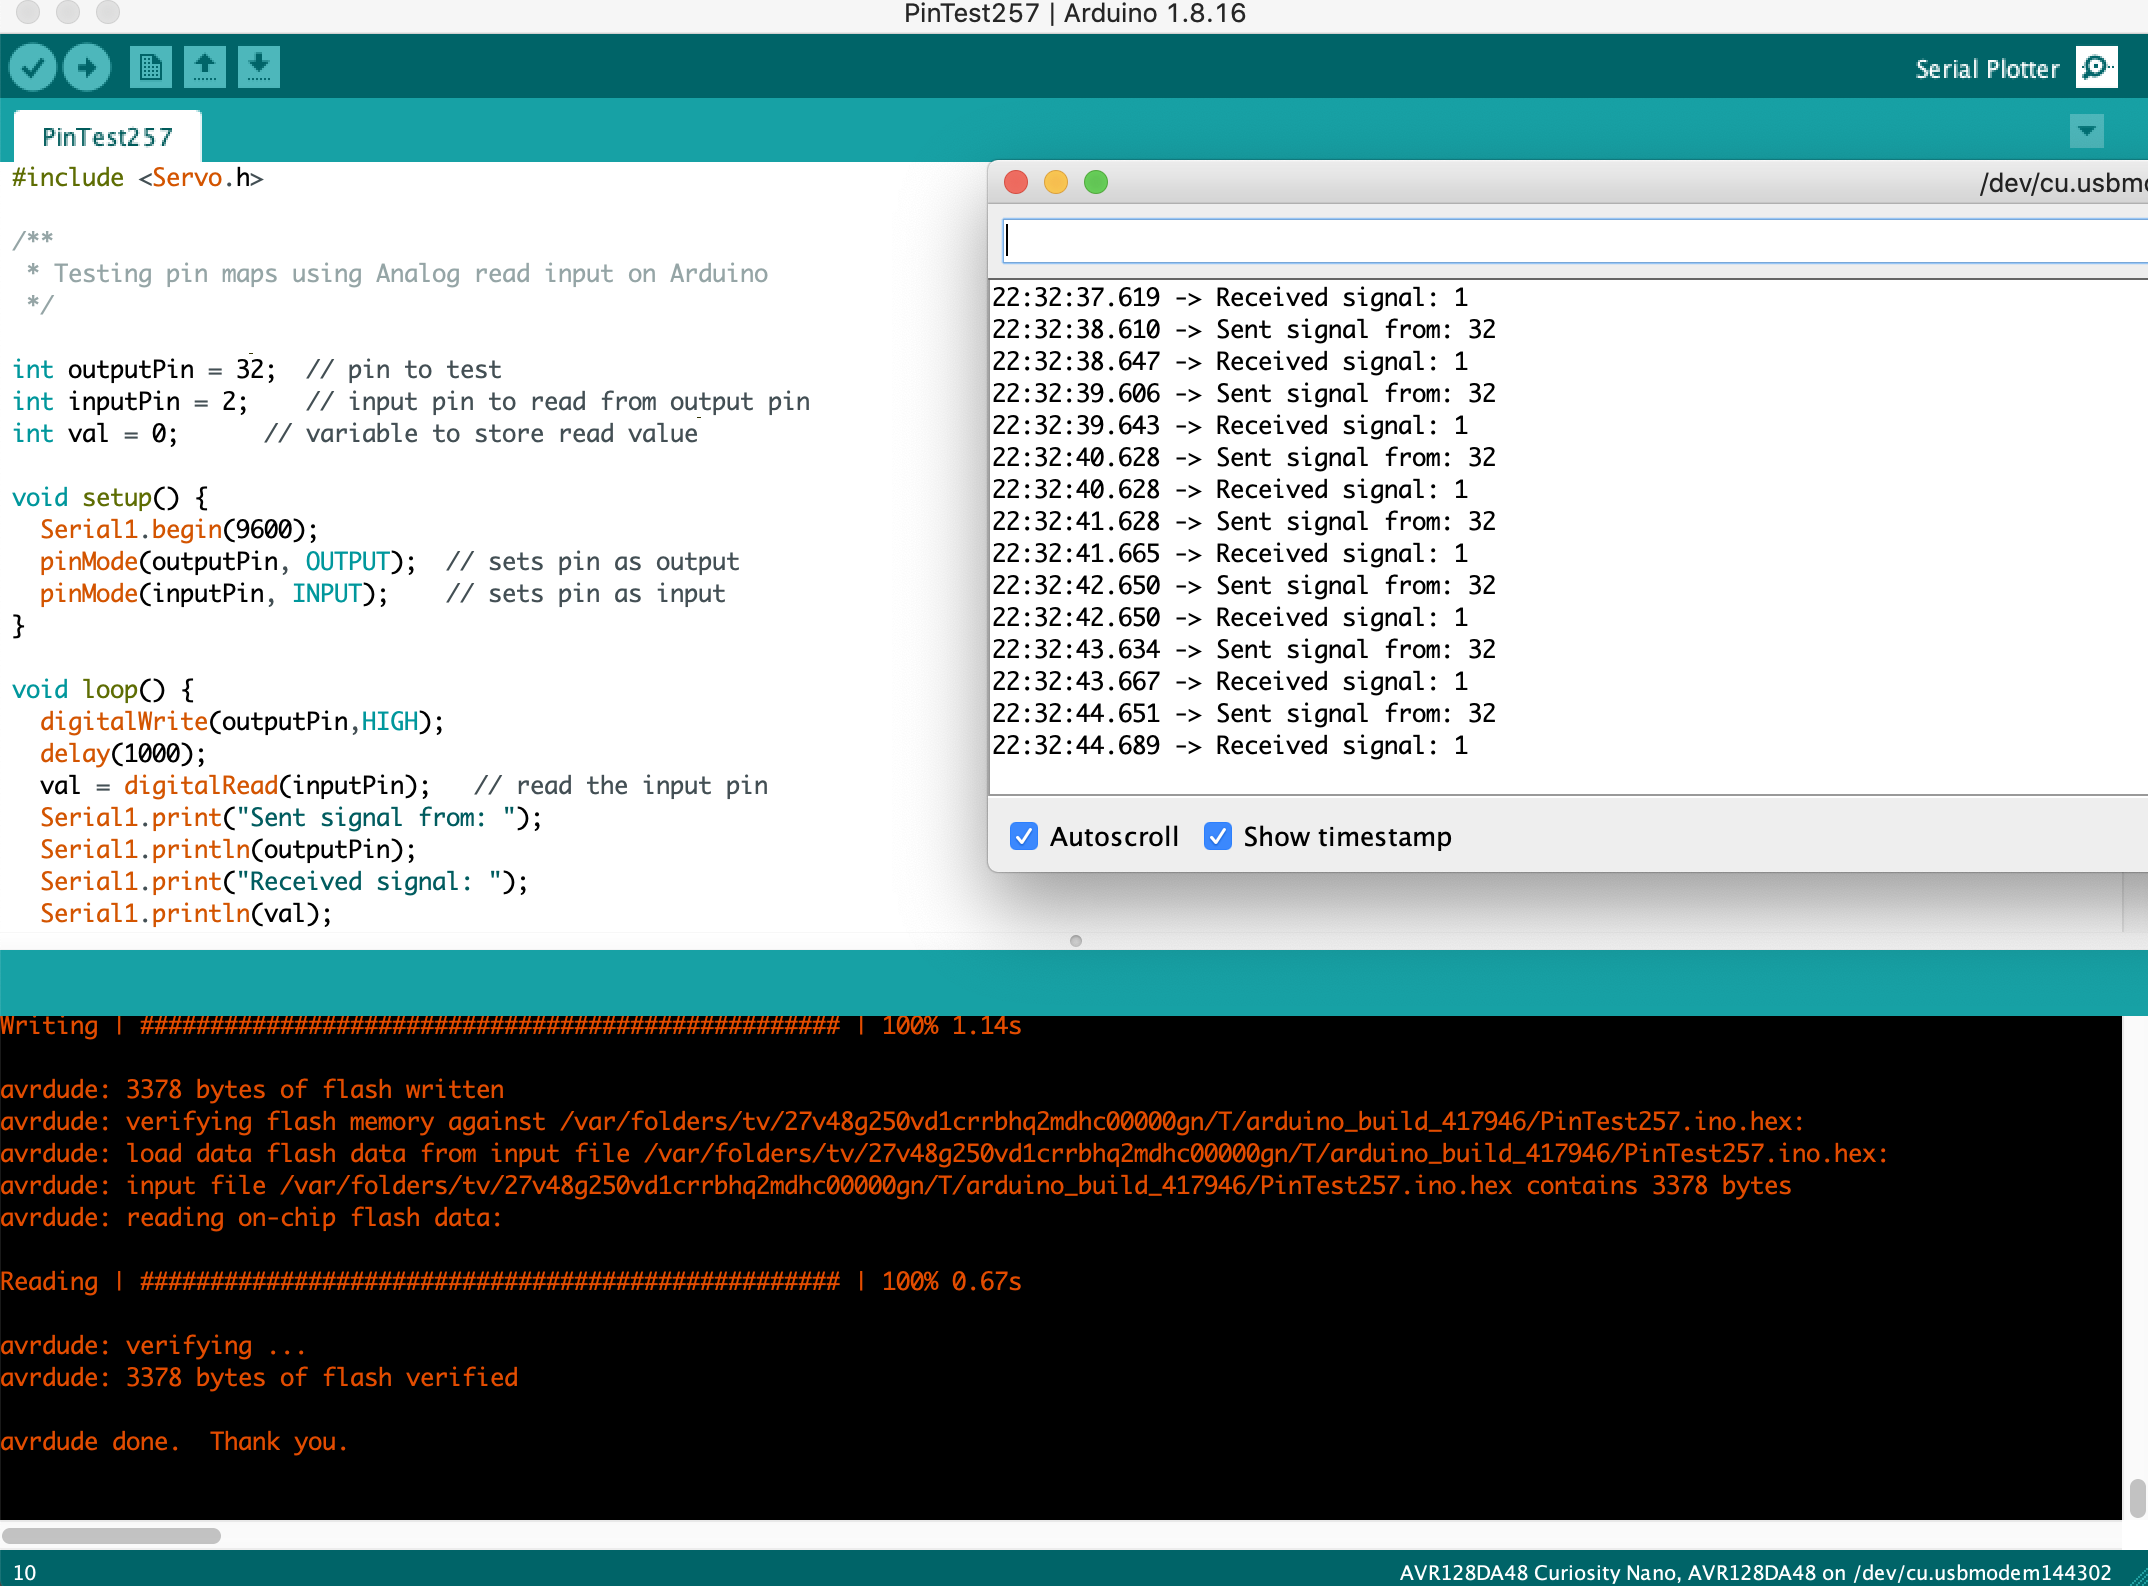 PinTest257 | Arduino 1.8.16
Serial Plotter
PinTest257
#include <Servo.h>
/**
 * Testing pin maps using Analog read input on Arduino
 */
int outputPin = 32;  // pin to test
int inputPin = 2;    // input pin to read from output pin
int val = 0;      // variable to store read value
void setup() {
  Serial1.begin(9600);
  pinMode(outputPin, OUTPUT);  // sets pin as output
  pinMode(inputPin, INPUT);    // sets pin as input
}
void loop() {
  digitalWrite(outputPin,HIGH);
  delay(1000);
  val = digitalRead(inputPin);   // read the input pin
  Serial1.print("Sent signal from: ");
  Serial1.println(outputPin);
  Serial1.print("Received signal: ");
  Serial1.println(val);
/dev/cu.usbm
22:32:37.619 -> Received signal: 1
22:32:38.610 -> Sent signal from: 32
22:32:38.647 -> Received signal: 1
22:32:39.606 -> Sent signal from: 32
22:32:39.643 -> Received signal: 1
22:32:40.628 -> Sent signal from: 32
22:32:40.628 -> Received signal: 1
22:32:41.628 -> Sent signal from: 32
22:32:41.665 -> Received signal: 1
22:32:42.650 -> Sent signal from: 32
22:32:42.650 -> Received signal: 1
22:32:43.634 -> Sent signal from: 32
22:32:43.667 -> Received signal: 1
22:32:44.651 -> Sent signal from: 32
22:32:44.689 -> Received signal: 1
Autoscroll Show timestamp
Writing | ################################################## | 100% 1.14s
avrdude: 3378 bytes of flash written
avrdude: verifying flash memory against /var/folders/tv/27v48g250vd1crrbhq2mdhc00000gn/T/arduino_build_417946/PinTest257.ino.hex:
avrdude: load data flash data from input file /var/folders/tv/27v48g250vd1crrbhq2mdhc00000gn/T/arduino_build_417946/PinTest257.ino.hex:
avrdude: input file /var/folders/tv/27v48g250vd1crrbhq2mdhc00000gn/T/arduino_build_417946/PinTest257.ino.hex contains 3378 bytes
avrdude: reading on-chip flash data:
Reading | ################################################## | 100% 0.67s
avrdude: verifying ...
avrdude: 3378 bytes of flash verified
avrdude done.  Thank you.
10
AVR128DA48 Curiosity Nano, AVR128DA48 on /dev/cu.usbmodem144302